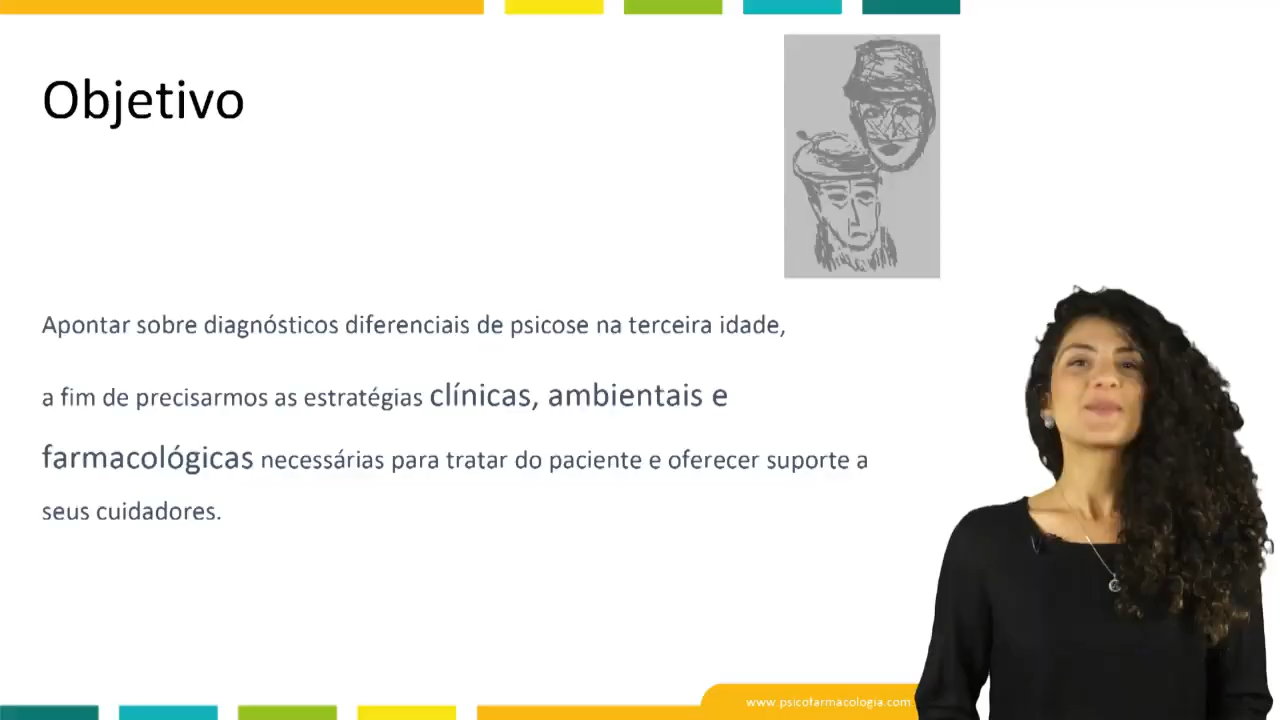 Objetivo
Apontar sobre diagnósticos diferenciais de psicose na terceira idade,
a fim de precisarmos as estratégias clínicas, ambientais e
farmacológicas necessárias para tratar do paciente e oferecer suporte a
seus cuidadores.
www.psicofarmacologia.com